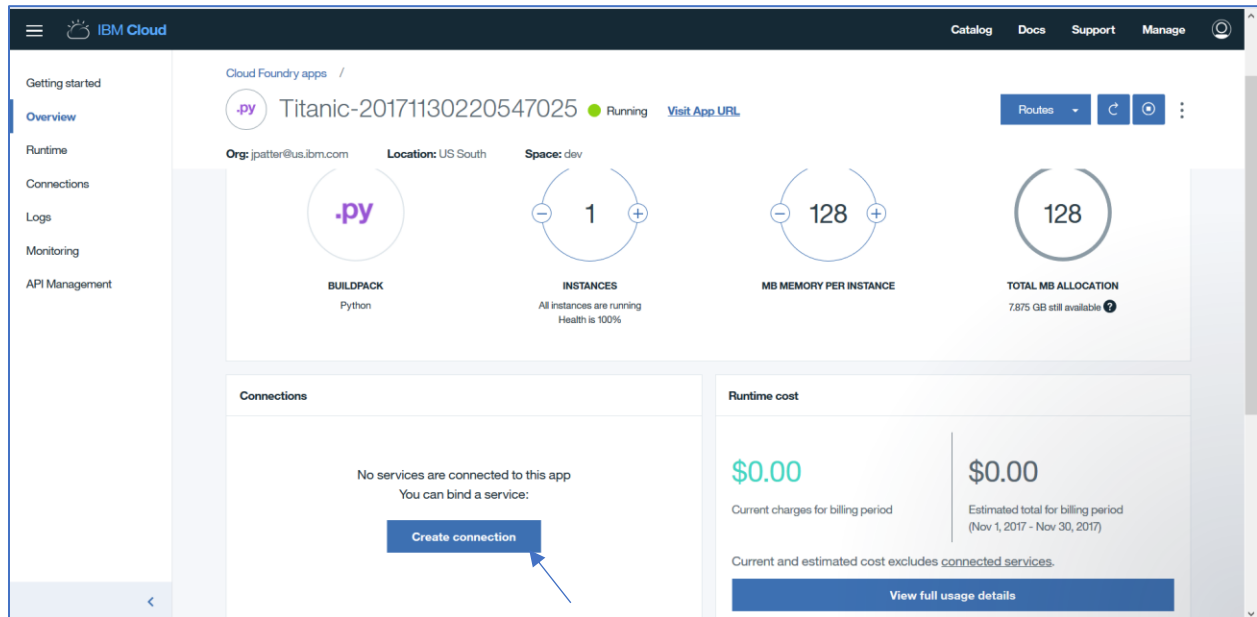 IBM Cloud
Catalog Docs Support Manage
Getting started
Overview
Runtime
Connections
Logs
Monitoring
API Management
Cloud Foundry apps /
.py Titanic-20171130220547025 Running Visit App URL
Routes
Org: jpatter@us.ibm.com Location: US South Space: dev
.py
BUILDPACK
Python
1
INSTANCES
All instances are running
Health is 100%
128
MB MEMORY PER INSTANCE
128
TOTAL MB ALLOCATION
7.875 GB still available ?
Connections
No services are connected to this app
You can bind a service:
Create connection
Runtime cost
$0.00
Current charges for billing period
$0.00
Estimated total for billing period
(Nov 1, 2017 - Nov 30, 2017)
Current and estimated cost excludes connected services.
View full usage details